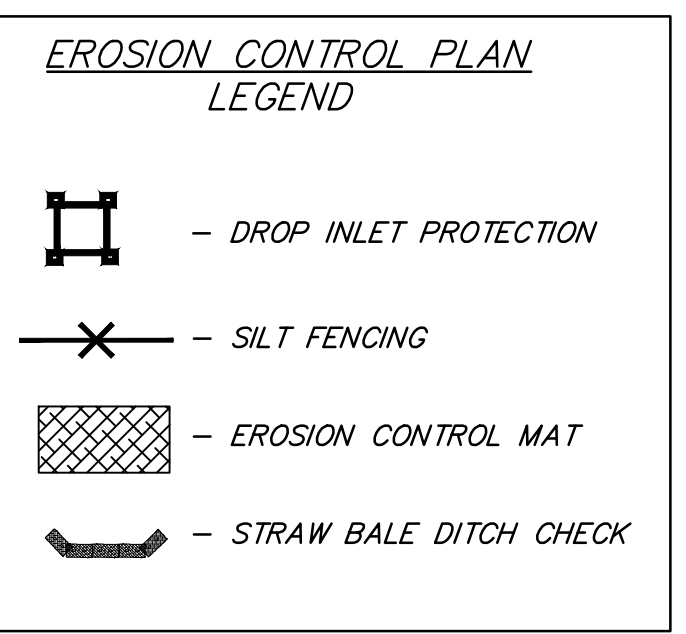 EROSION CONTROL PLAN
LEGEND
- DROP INLET PROTECTION
- SILT FENCING
- EROSION CONTROL MAT
- STRAW BALE DITCH CHECK